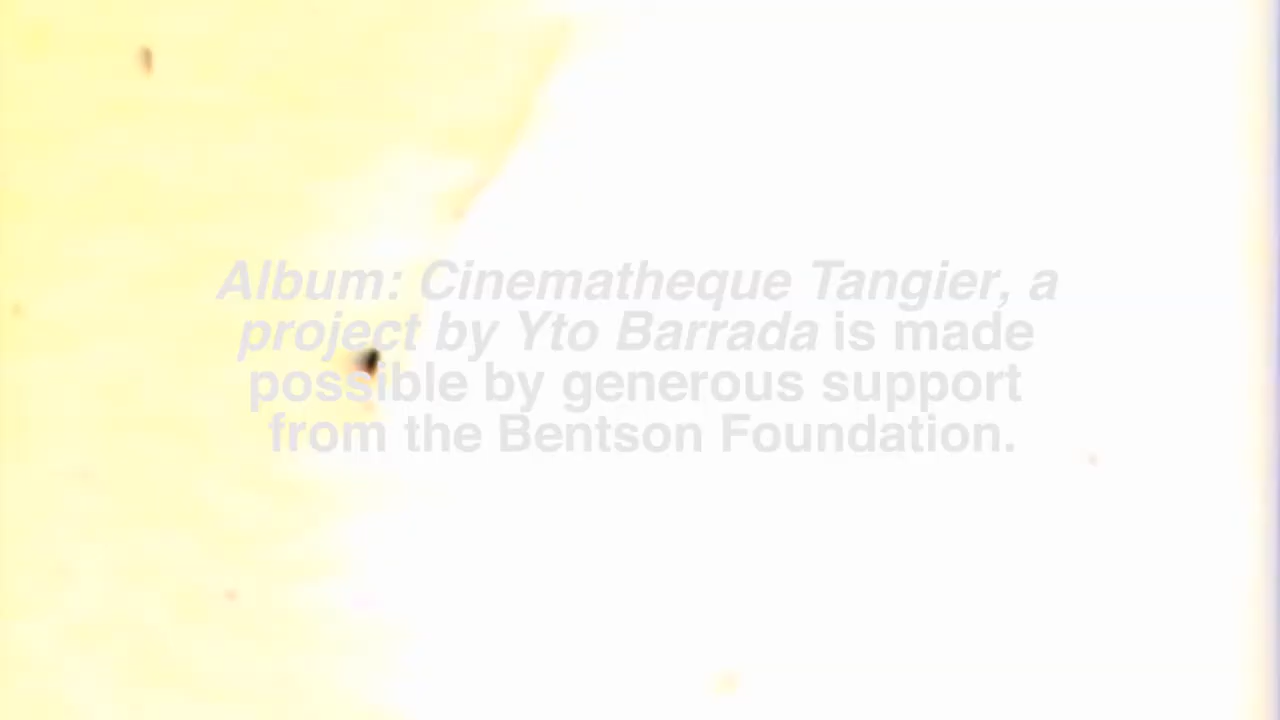 Album: Cinematheque Tangier, a
project by Yto Barrada is made
possible by generous support
from the Bentson Foundation.